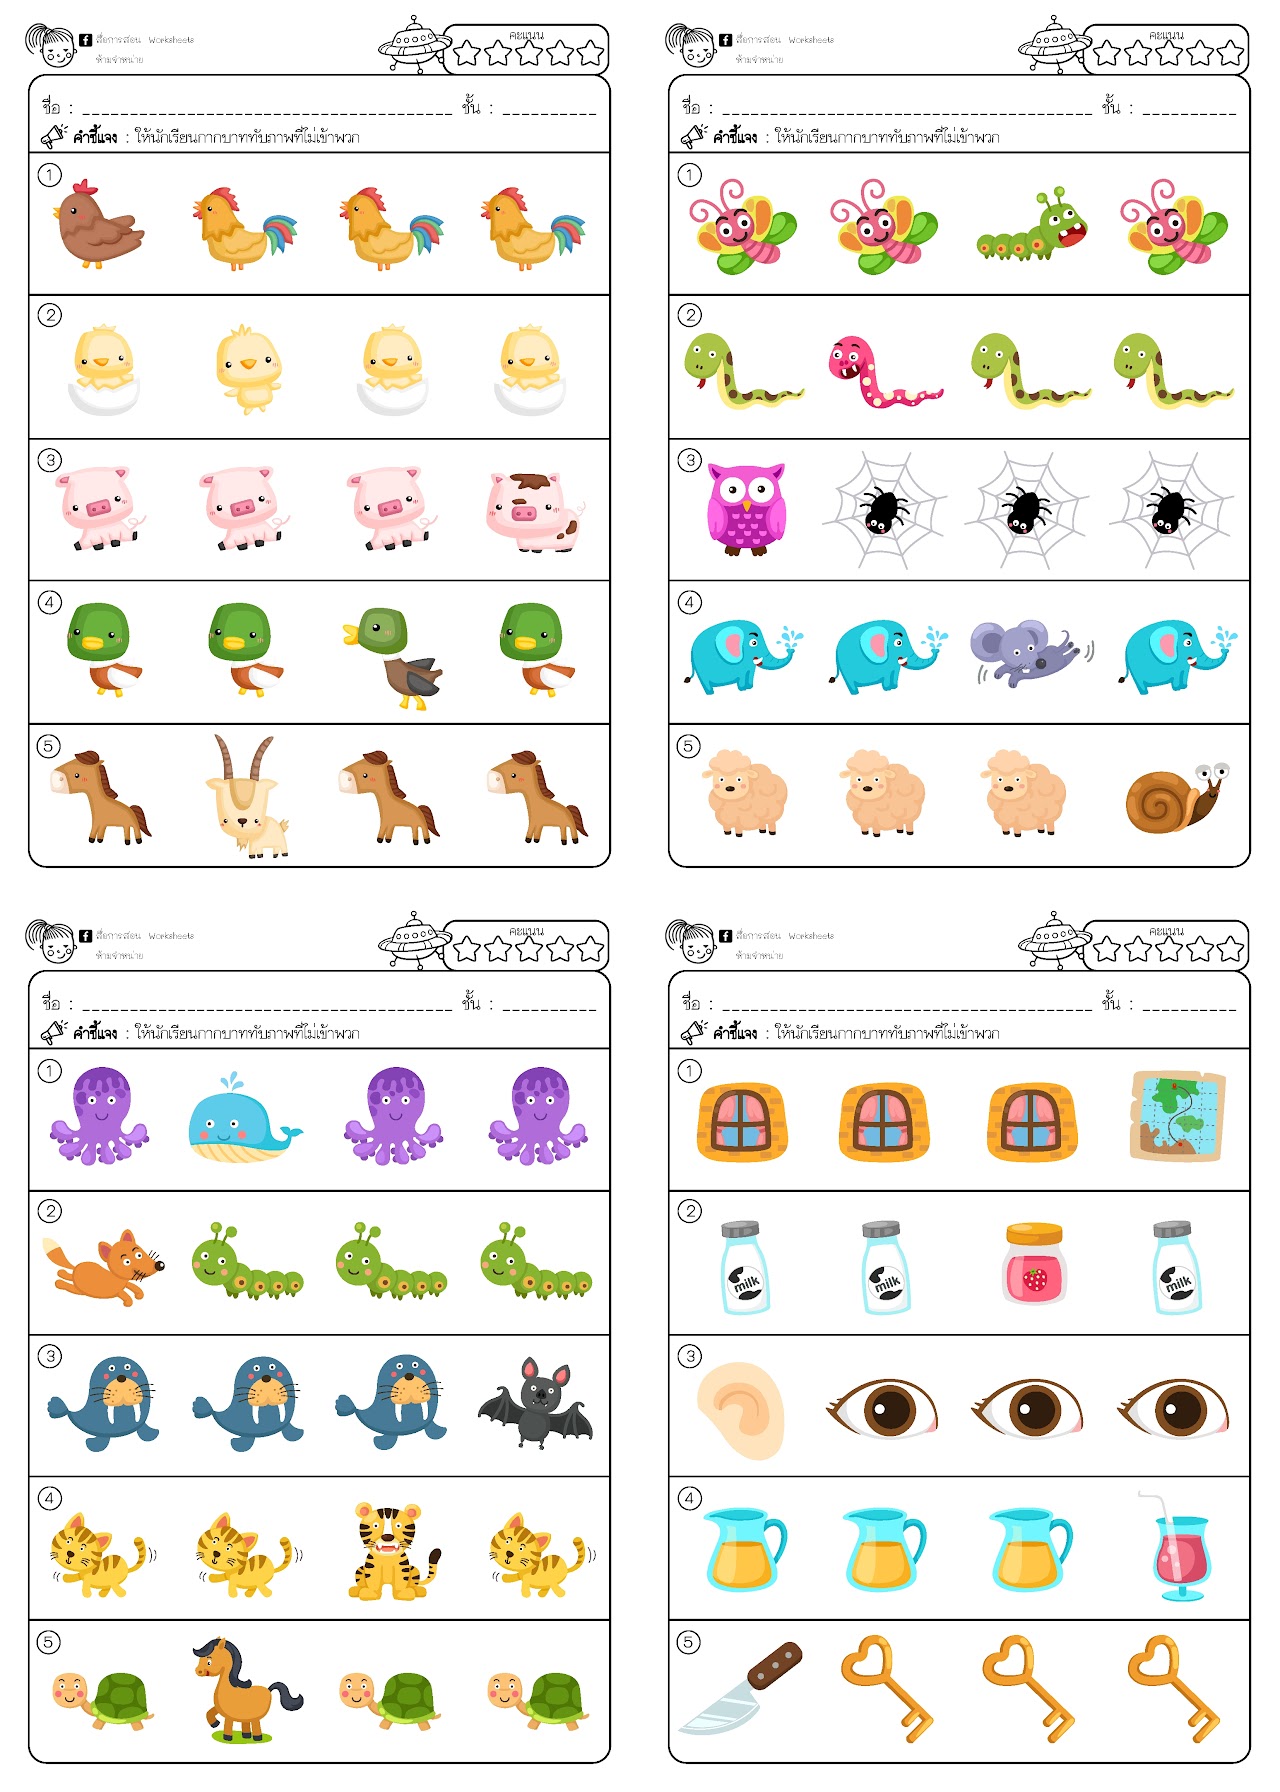 สื่อการสอน Worksheets
ห้ามจำหน่าย
คะแนน
ชื่อ : ชั้น :
คำชี้แจง : ให้นักเรียนกากบาททับภาพที่ไม่เข้าพวก
1
2
3
4
5
สื่อการสอน Worksheets
ห้ามจำหน่าย
คะแนน
ชื่อ : ชั้น :
คำชี้แจง : ให้นักเรียนกากบาททับภาพที่ไม่เข้าพวก
1
2
3
4
5
สื่อการสอน Worksheets
ห้ามจำหน่าย
คะแนน
ชื่อ : ชั้น :
คำชี้แจง : ให้นักเรียนกากบาททับภาพที่ไม่เข้าพวก
1
2
3
4
5
สื่อการสอน Worksheets
ห้ามจำหน่าย
คะแนน
ชื่อ : ชั้น :
คำชี้แจง : ให้นักเรียนกากบาททับภาพที่ไม่เข้าพวก
1
2
milk milk milk
3
4
5